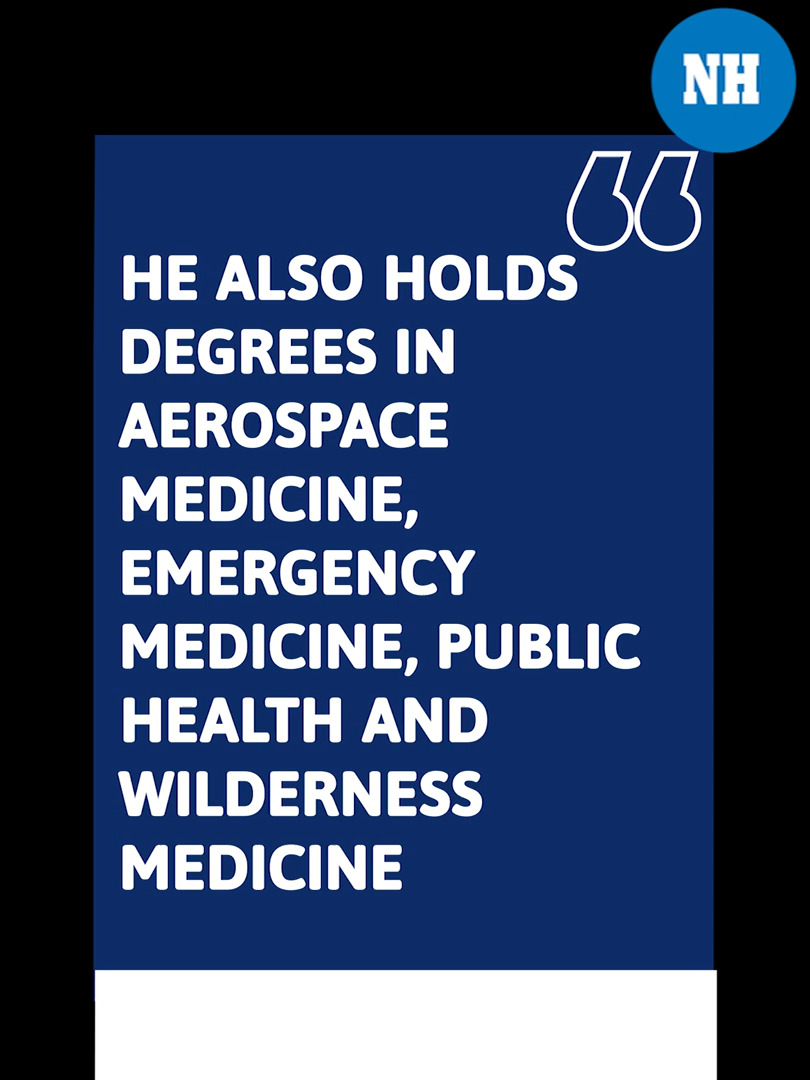 NH
“
HE ALSO HOLDS
DEGREES IN
AEROSPACE
MEDICINE,
EMERGENCY
MEDICINE, PUBLIC
HEALTH AND
WILDERNESS
MEDICINE